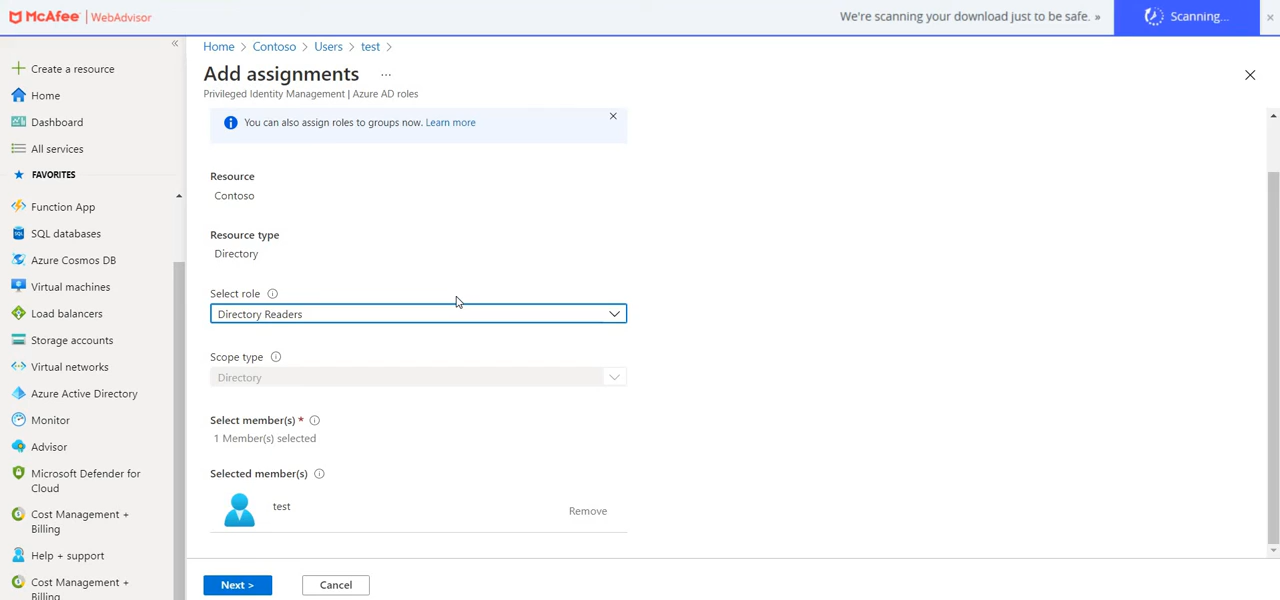 McAfee | WebAdvisor
We're scanning your download just to be safe. »
Scanning...
Create a resource
Home
Dashboard
All services
FAVORITES
Function App
SQL databases
Azure Cosmos DB
Virtual machines
Load balancers
Storage accounts
Virtual networks
Azure Active Directory
Monitor
Advisor
Microsoft Defender for
Cloud
Cost Management +
Billing
Help + support
Cost Management +
Billing
Home > Contoso > Users > test >
Add assignments ...
Privileged Identity Management | Azure AD roles
You can also assign roles to groups now. Learn more
Resource
Contoso
Resource type
Directory
Select role
Directory Readers
Scope type
Directory
Select member(s) *
1 Member(s) selected
Selected member(s)
test
Remove
Next >
Cancel